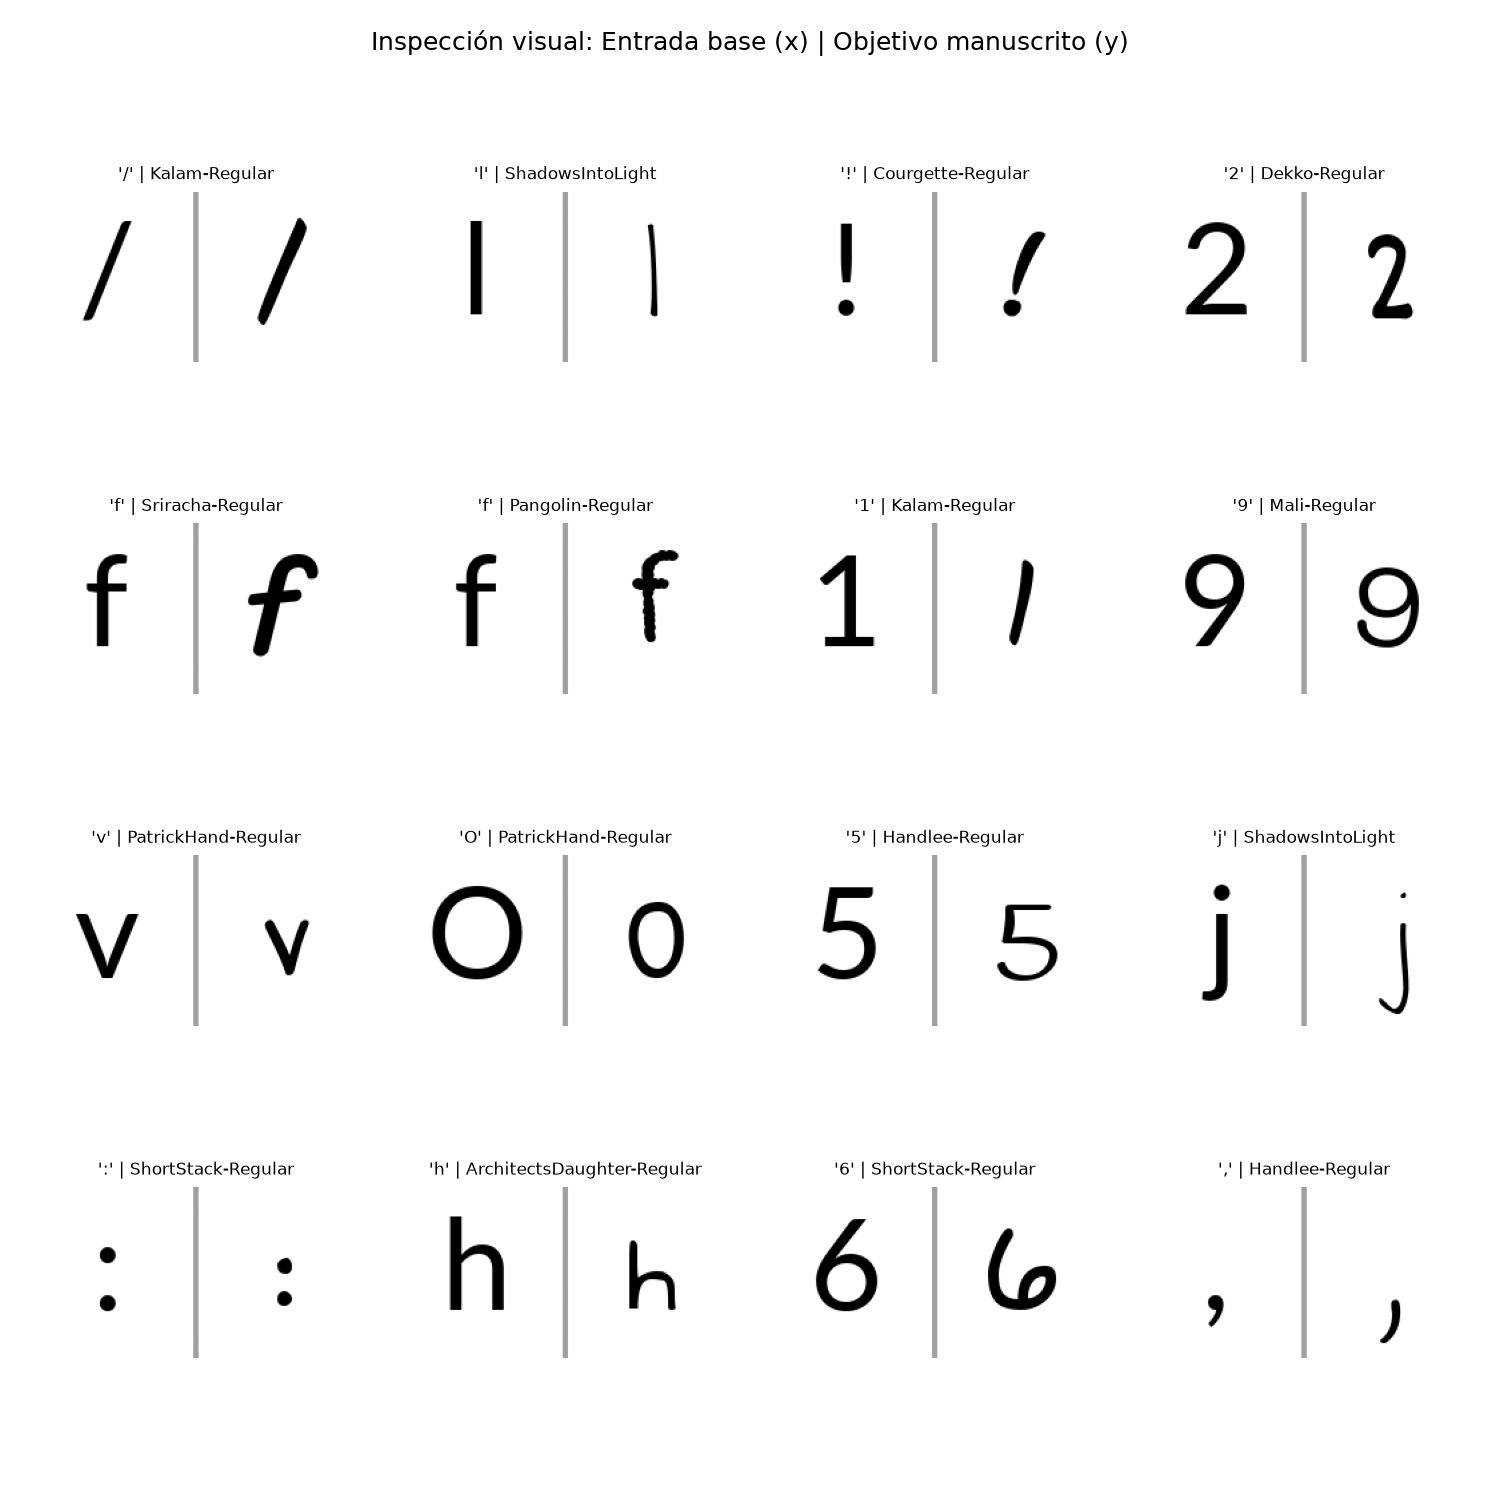 Inspección visual: Entrada base (x) | Objetivo manuscrito (y)
'/' | Kalam-Regular 'l' | ShadowsIntoLight '!' | Courgette-Regular '2' | Dekko-Regular
/ / l l ! ! 2 2
'f' | Sriracha-Regular 'f' | Pangolin-Regular '1' | Kalam-Regular '9' | Mali-Regular
f f f f 1 1 9 9
'v' | PatrickHand-Regular 'O' | PatrickHand-Regular '5' | Handlee-Regular 'j' | ShadowsIntoLight
v v O O 5 5 j j
':' | ShortStack-Regular 'h' | ArchitectsDaughter-Regular '6' | ShortStack-Regular ',' | Handlee-Regular
: : h h 6 6 , ,